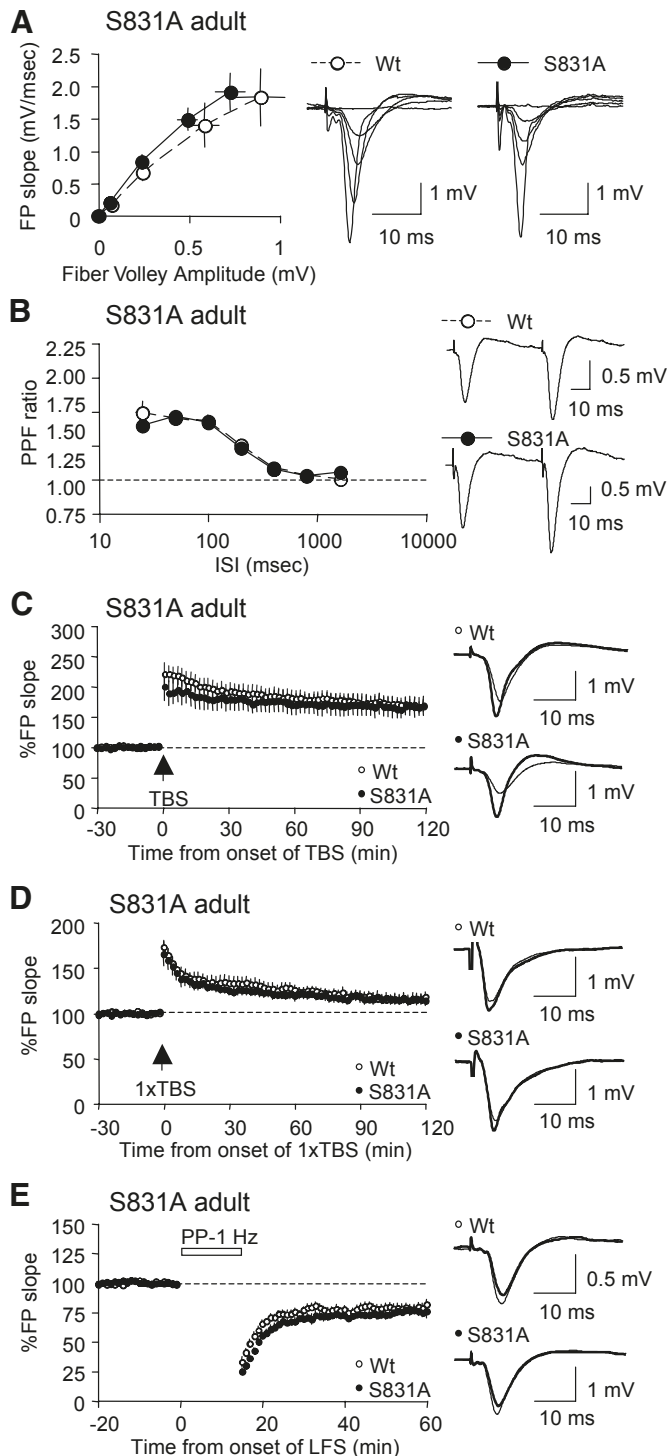 A
S831A adult
FP slope (mV/msec)
2.5
2.0
1.5
1.0
0.5
0
0
0.5
1
Fiber Volley Amplitude (mV)
Wt
S831A
1 mV
10 ms
1 mV
10 ms
B
S831A adult
PPF ratio
2.25
2.00
1.75
1.50
1.25
1.00
0.75
10
100
1000
10000
ISI (msec)
Wt
0.5 mV
10 ms
S831A
0.5 mV
10 ms
C
S831A adult
%FP slope
300
250
200
150
100
50
0
TBS
Wt
S831A
-30
0
30
60
90
120
Time from onset of TBS (min)
Wt
1 mV
10 ms
S831A
1 mV
10 ms
D
S831A adult
%FP slope
200
150
100
50
0
1xTBS
Wt
S831A
-30
0
30
60
90
120
Time from onset of 1xTBS (min)
Wt
1 mV
10 ms
S831A
1 mV
10 ms
E
S831A adult
%FP slope
150
125
100
75
50
25
0
PP-1 Hz
Wt
S831A
-20
0
20
40
60
Time from onset of LFS (min)
Wt
0.5 mV
10 ms
S831A
1 mV
10 ms